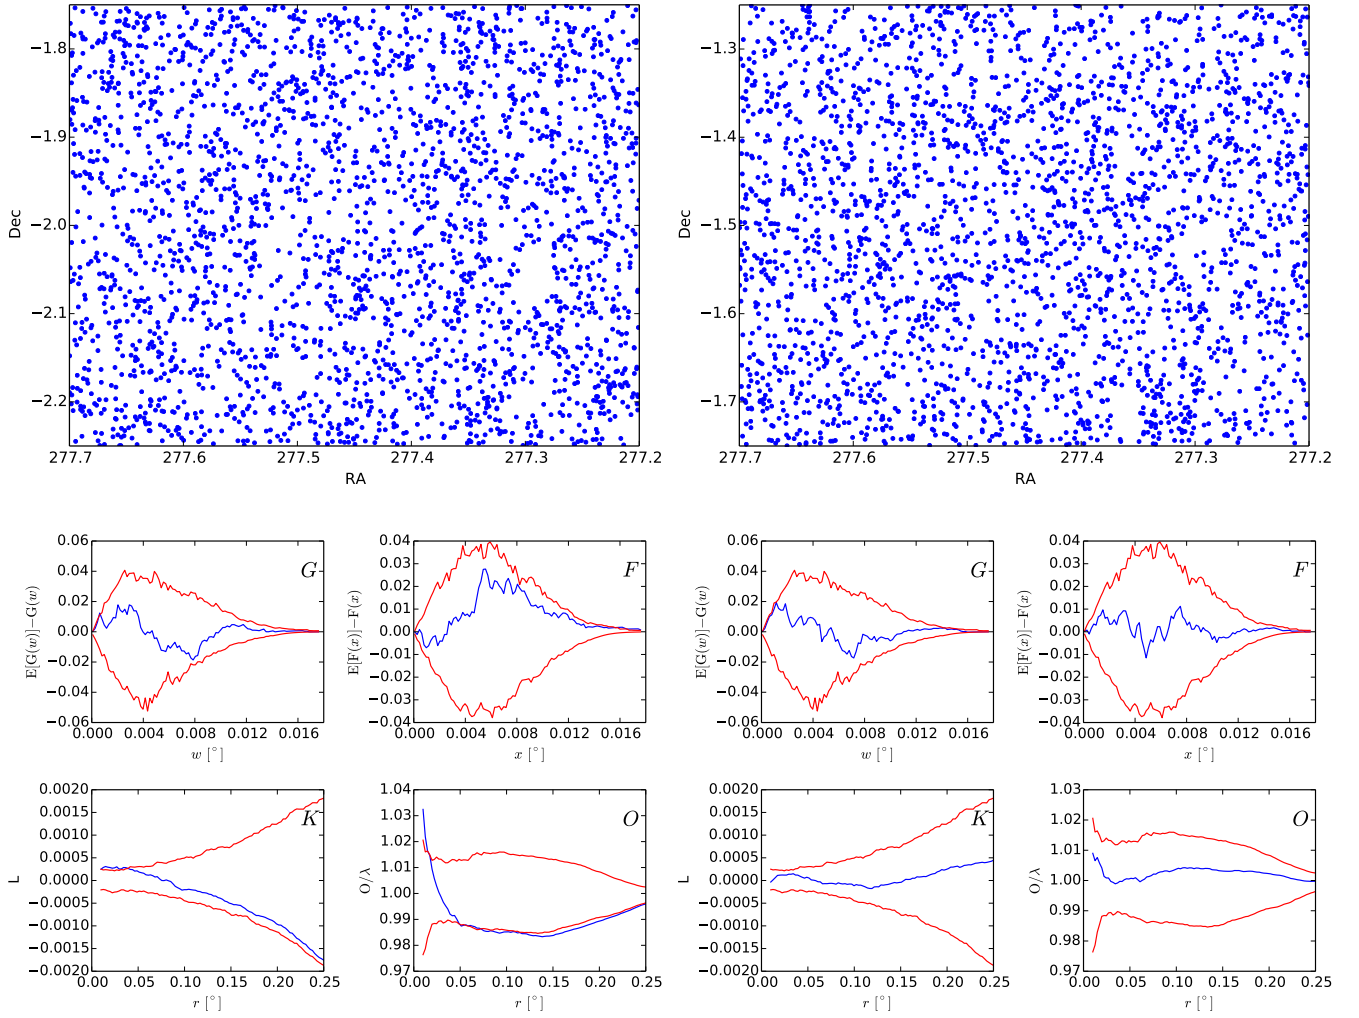 −1.8
−1.9
−2.0
−2.1
−2.2
Dec
277.7 277.6 277.5 277.4 277.3 277.2
RA
−1.3
−1.4
−1.5
−1.6
−1.7
Dec
277.7 277.6 277.5 277.4 277.3 277.2
RA
0.06
0.04
0.02
0.00
−0.02
−0.04
−0.06
E[G(w)]−G(w)
G
0.000 0.004 0.008 0.012 0.016
w [°]
0.04
0.03
0.02
0.01
0.00
−0.01
−0.02
−0.03
−0.04
E[F(x)]−F(x)
F
0.000 0.004 0.008 0.012 0.016
x [°]
0.06
0.04
0.02
0.00
−0.02
−0.04
−0.06
E[G(w)]−G(w)
G
0.000 0.004 0.008 0.012 0.016
w [°]
0.04
0.03
0.02
0.01
0.00
−0.01
−0.02
−0.03
−0.04
E[F(x)]−F(x)
F
0.000 0.004 0.008 0.012 0.016
x [°]
0.0020
0.0015
0.0010
0.0005
0.0000
−0.0005
−0.0010
−0.0015
−0.0020
L
K
0.00 0.05 0.10 0.15 0.20 0.25
r [°]
1.04
1.03
1.02
1.01
1.00
0.99
0.98
0.97
O/λ
O
0.00 0.05 0.10 0.15 0.20 0.25
r [°]
0.0020
0.0015
0.0010
0.0005
0.0000
−0.0005
−0.0010
−0.0015
−0.0020
L
K
0.00 0.05 0.10 0.15 0.20 0.25
r [°]
1.03
1.02
1.01
1.00
0.99
0.98
0.97
O/λ
O
0.00 0.05 0.10 0.15 0.20 0.25
r [°]